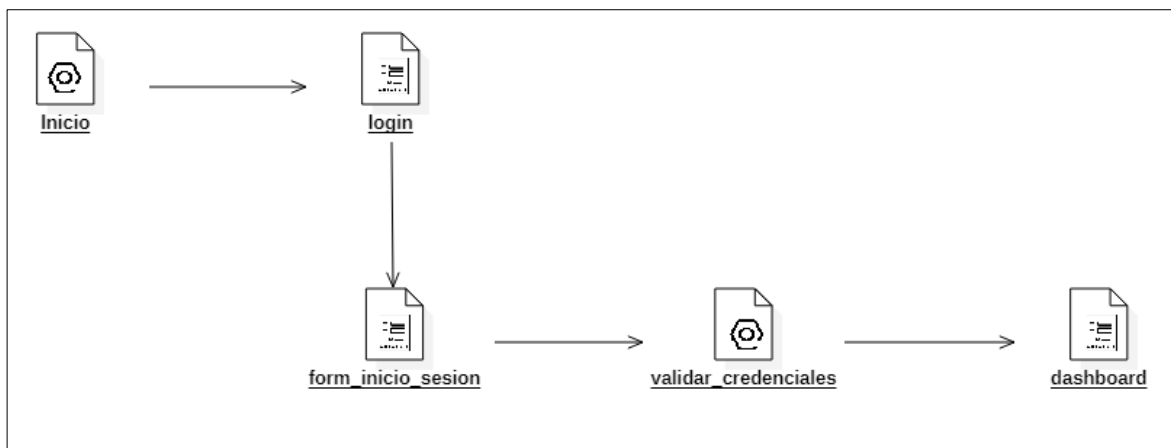 Inicio
login
form_inicio_sesion
validar_credenciales
dashboard